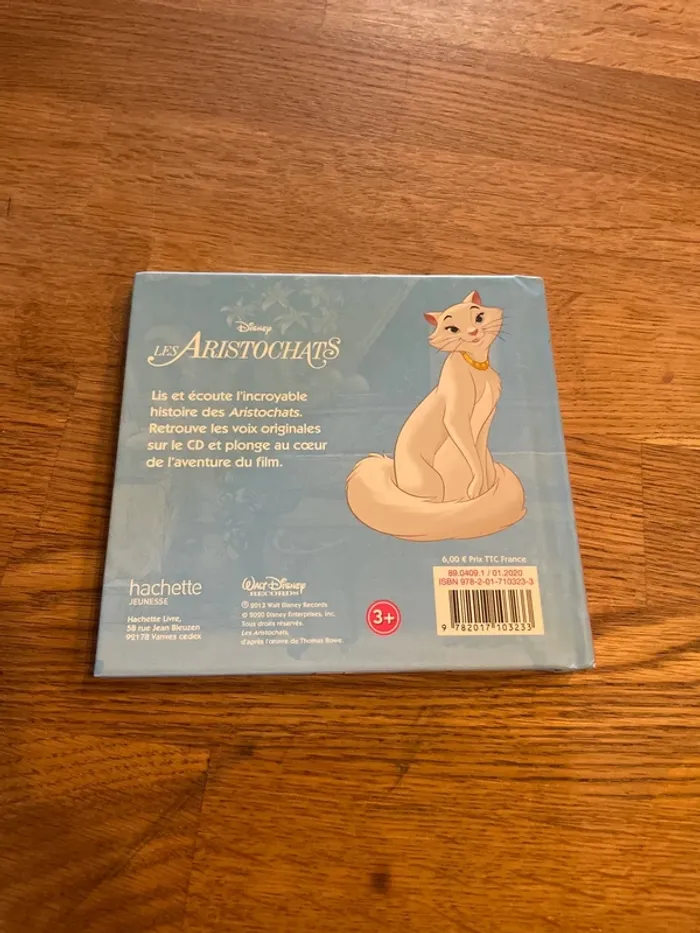 Disney
LES ARISTOCHATS
Lis et écoute l'incroyable
histoire des Aristochats.
Retrouve les voix originales
sur le CD et plonge au cœur
de l'aventure du film.
6,00 € Prix TTC France
89.0409.1 / 01.2020
ISBN 978-2-01-710323-3
9 782017 103233
hachette
JEUNESSE
Hachette Livre,
58 rue Jean Bleuzen
92178 Vanves cedex
WALT DISNEY
RECORDS
℗ 2013 Walt Disney Records
© 2020 Disney Enterprises, Inc.
Tous droits réservés.
Les Aristochats,
d'après l'œuvre de Thomas Rowe.
3+